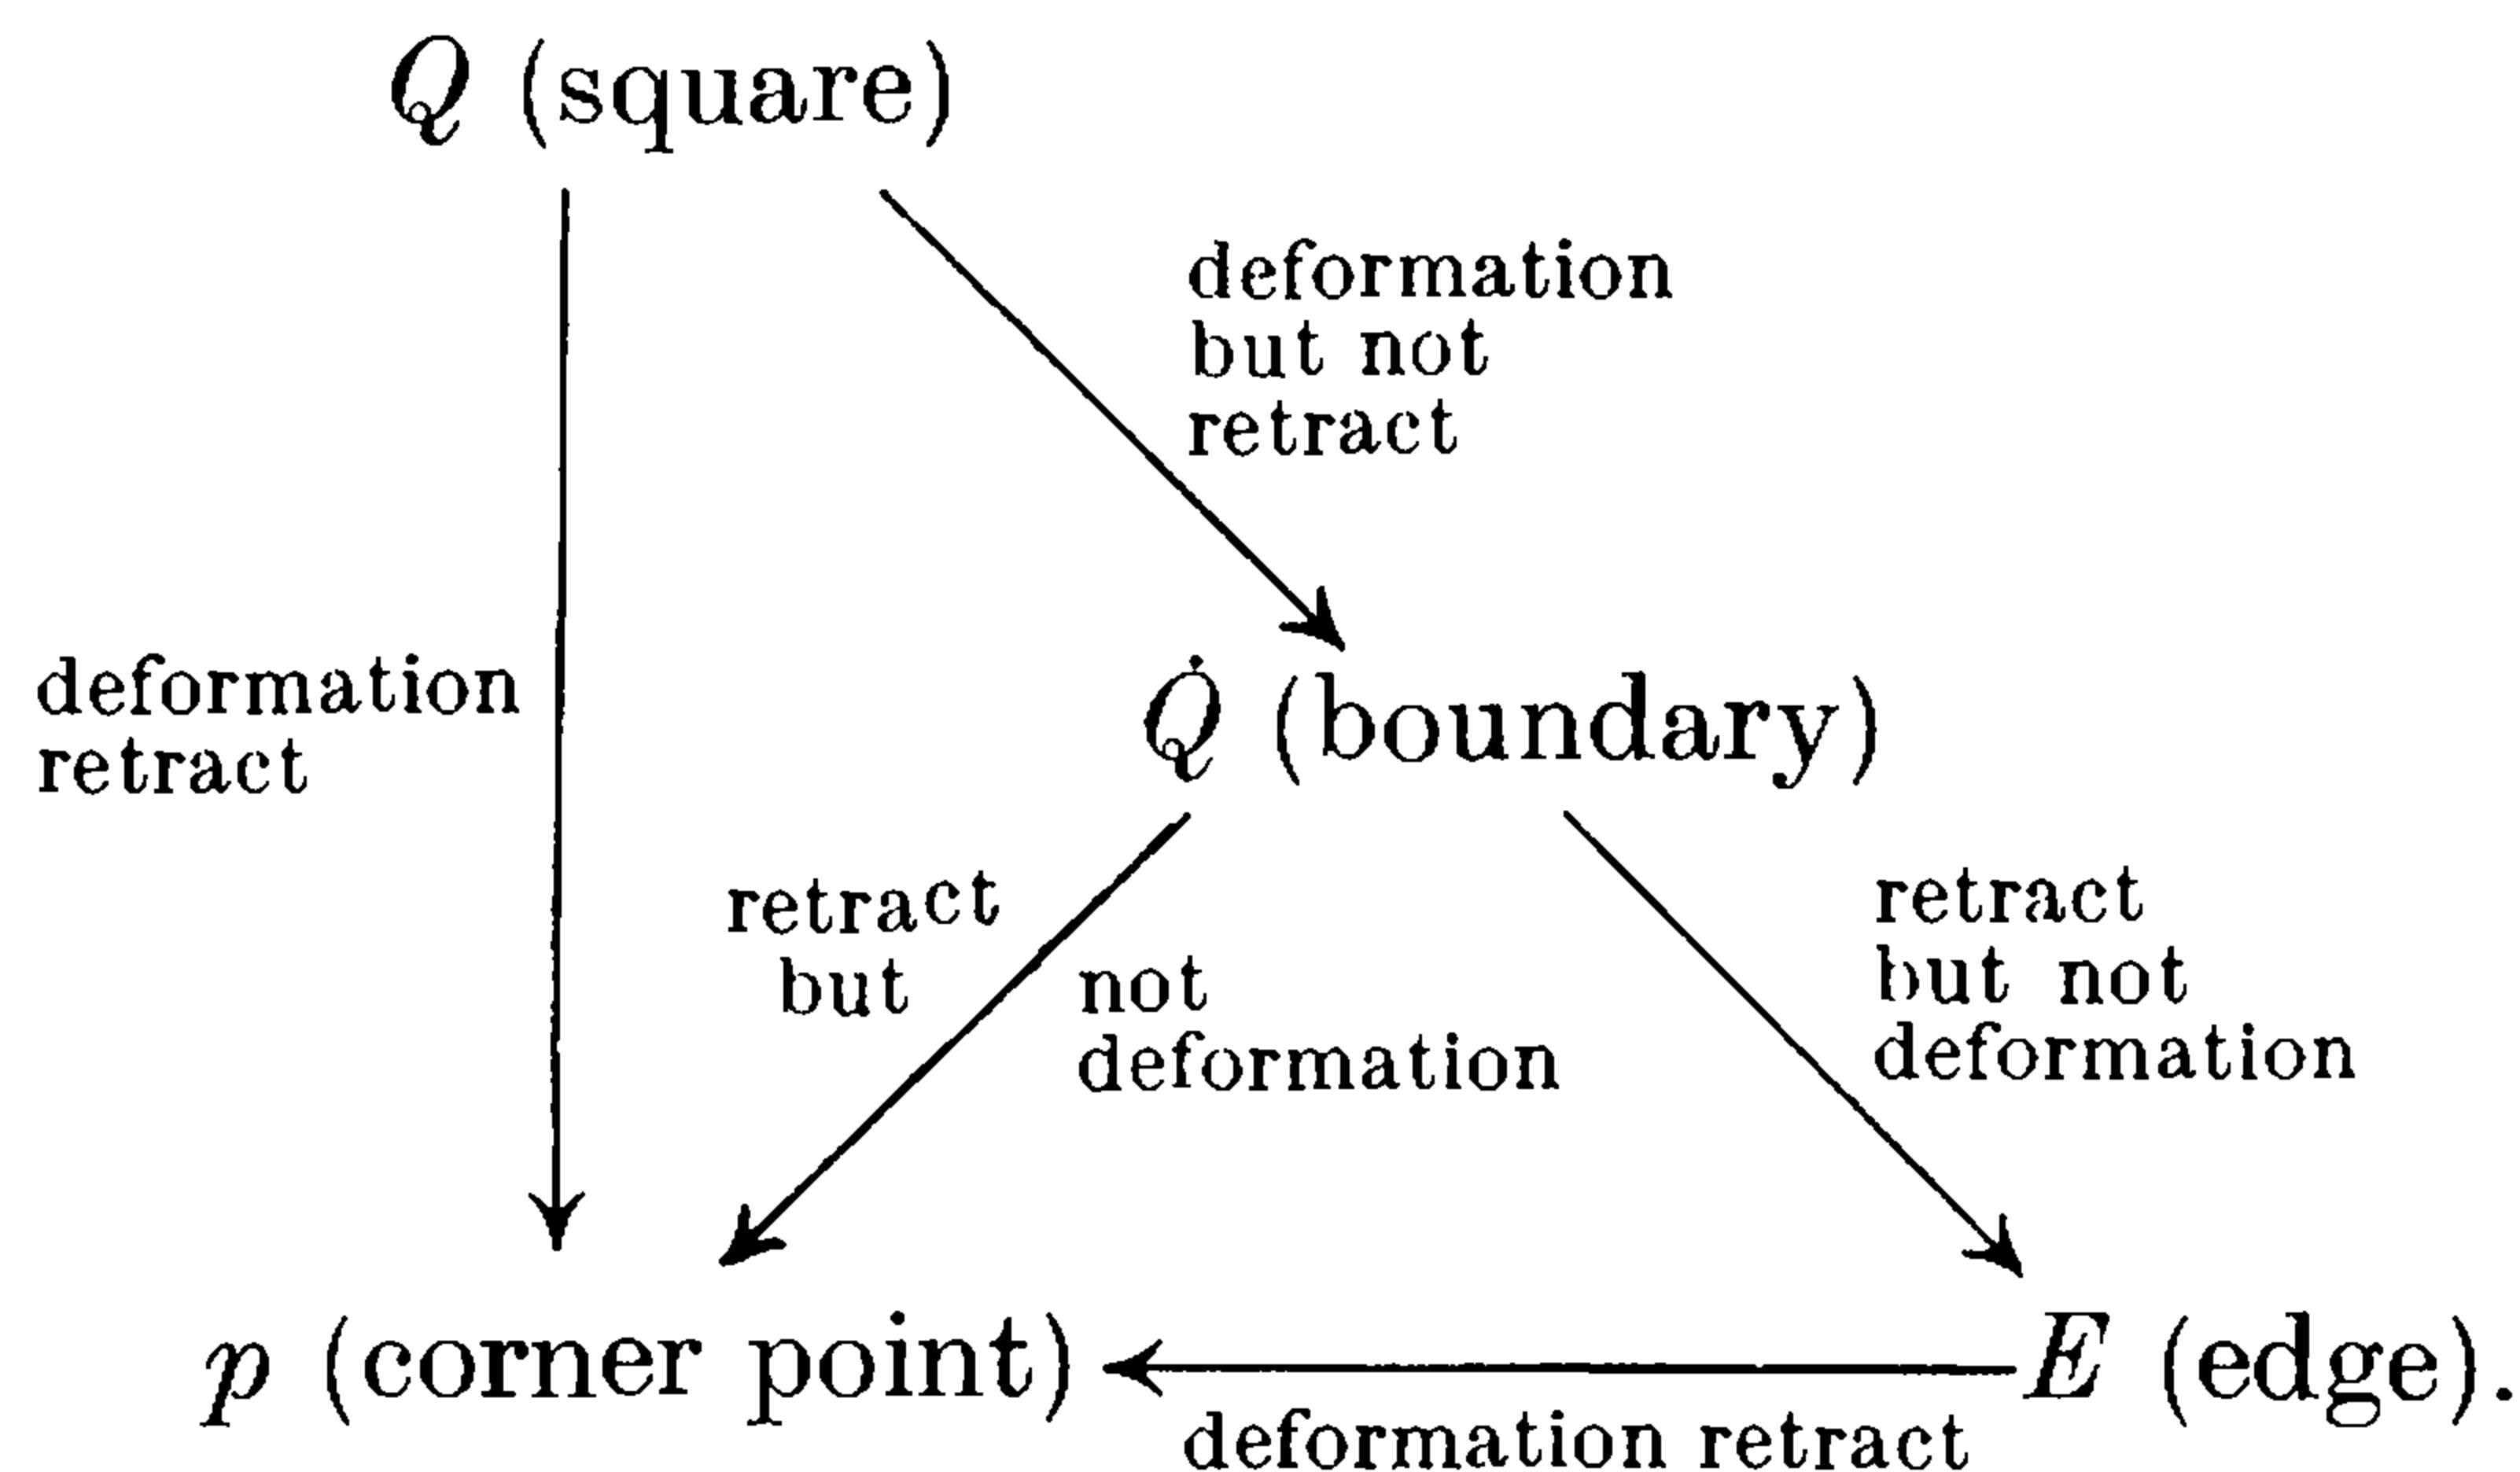 Q (square)
deformation
but not
retract
deformation
retract
Q̇ (boundary)
retract
but
not
deformation
retract
but not
deformation
p (corner point)
E (edge).
deformation retract